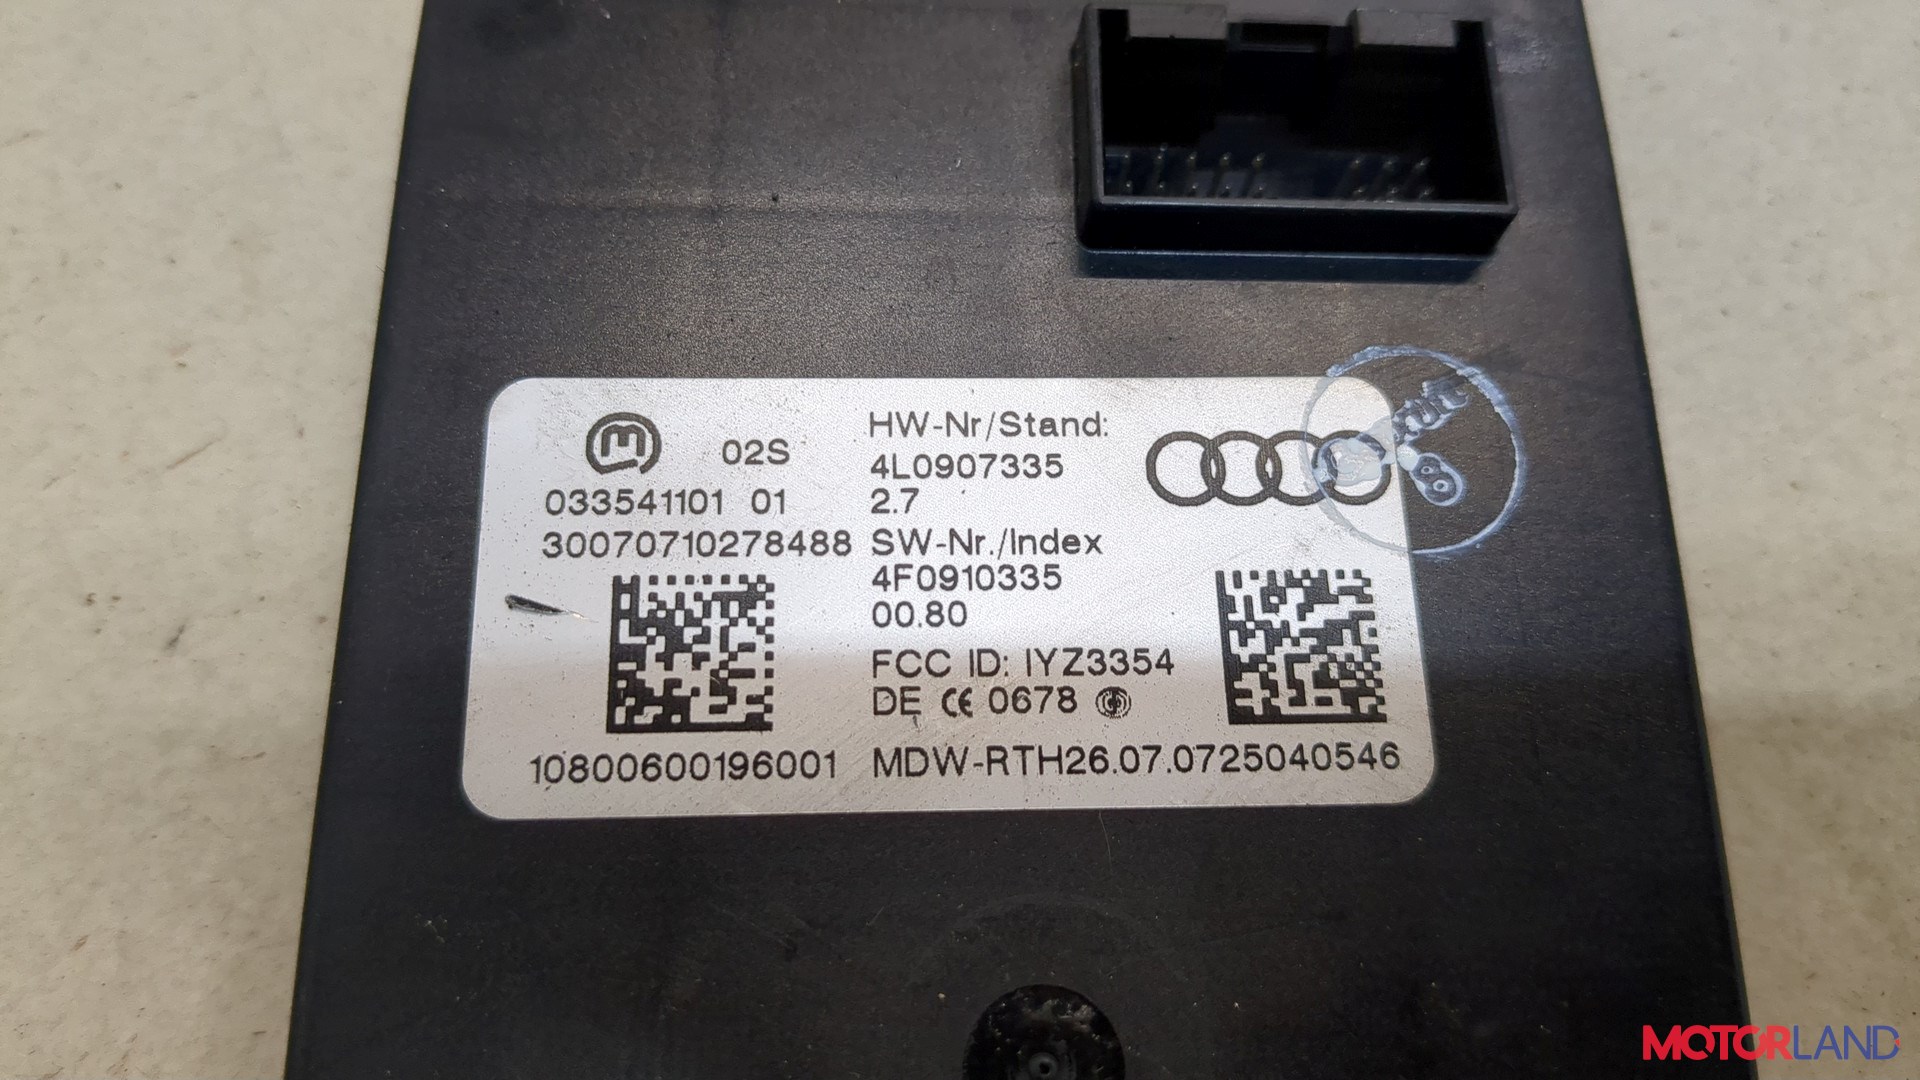 02S
033541101 01
30070710278488
10800600196001
HW-Nr/Stand:
4L0907335
2.7
SW-Nr./Index
4F0910335
00.80
FCC ID: IYZ3354
DE CE 0678
MDW-RTH26.07.0725040546
8
MOTORLAND